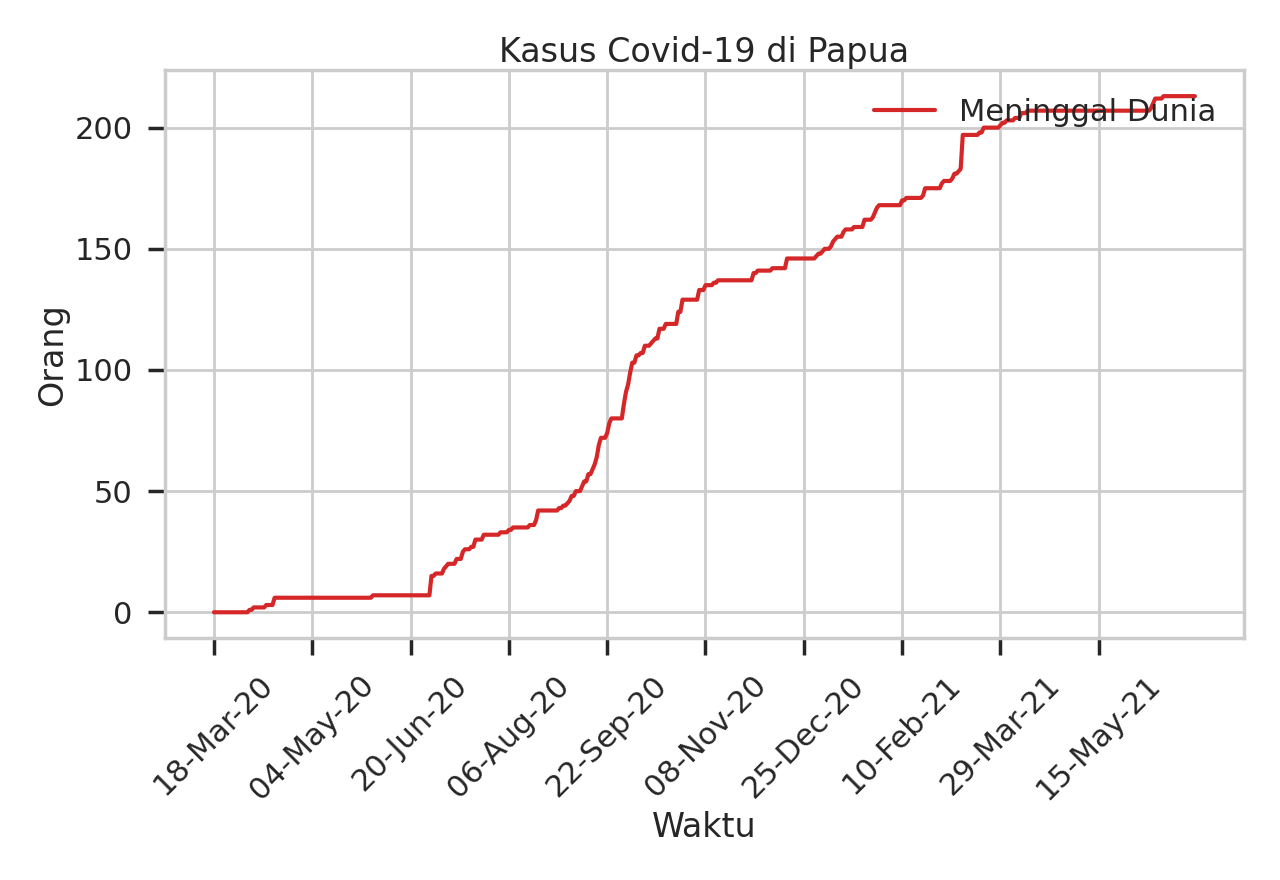 Kasus Covid-19 di Papua
Meninggal Dunia
200
150
100
50
0
Orang
18-Mar-20
04-May-20
20-Jun-20
06-Aug-20
22-Sep-20
08-Nov-20
25-Dec-20
10-Feb-21
29-Mar-21
15-May-21
Waktu